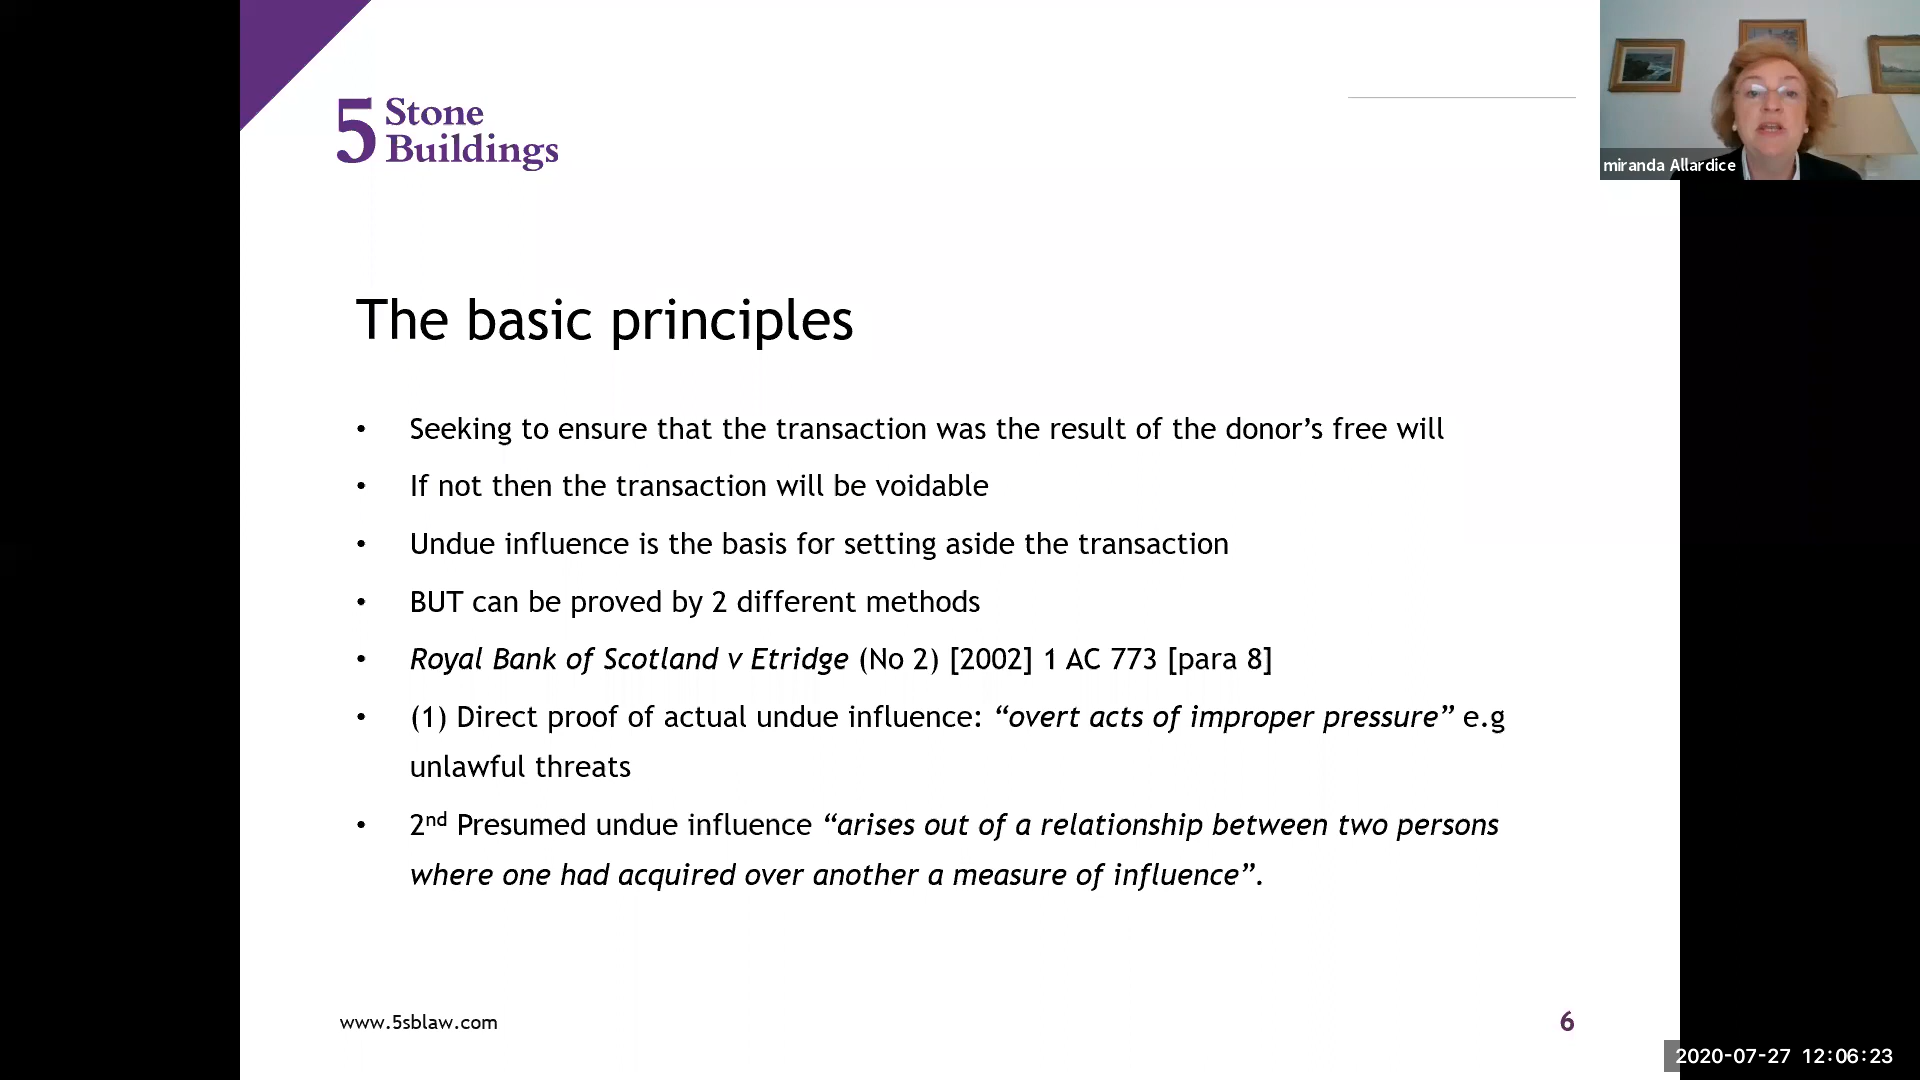 5 Stone
Buildings
miranda Allardice
The basic principles
• Seeking to ensure that the transaction was the result of the donor’s free will
• If not then the transaction will be voidable
• Undue influence is the basis for setting aside the transaction
• BUT can be proved by 2 different methods
• Royal Bank of Scotland v Etridge (No 2) [2002] 1 AC 773 [para 8]
• (1) Direct proof of actual undue influence: “overt acts of improper pressure” e.g
unlawful threats
• 2nd Presumed undue influence “arises out of a relationship between two persons
where one had acquired over another a measure of influence”.
www.5sblaw.com
6
2020-07-27 12:06:23